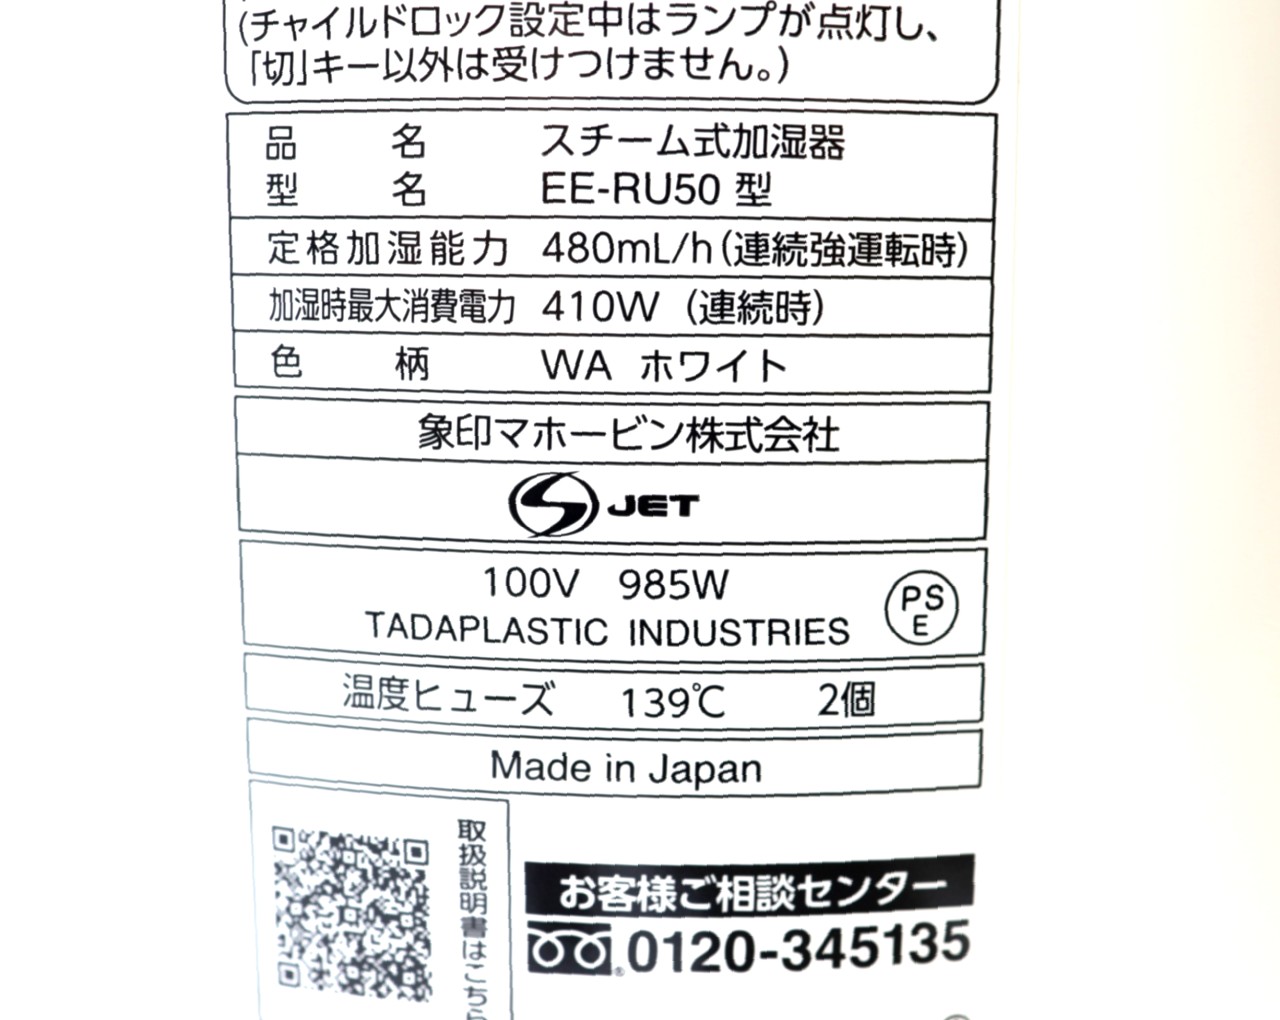 (チャイルドロック設定中はランプが点灯し、
「切」キー以外は受けつけません。)
品名 スチーム式加湿器
型名 EE-RU50 型
定格加湿能力 480mL/h(連続強運転時)
加湿時最大消費電力 410W (連続時)
色柄 WA ホワイト
象印マホービン株式会社
JET
100V 985W
TADAPLASTIC INDUSTRIES
PS
E
温度ヒューズ 139℃ 2個
Made in Japan
取扱説明書はこちら
お客様ご相談センター
0120-345135